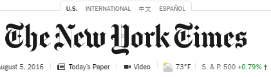 U.S. INTERNATIONAL 中文 ESPAÑOL
The New York Times
ugust 5, 2016 Today's Paper Video 73°F S. & P. 500 +0.79%